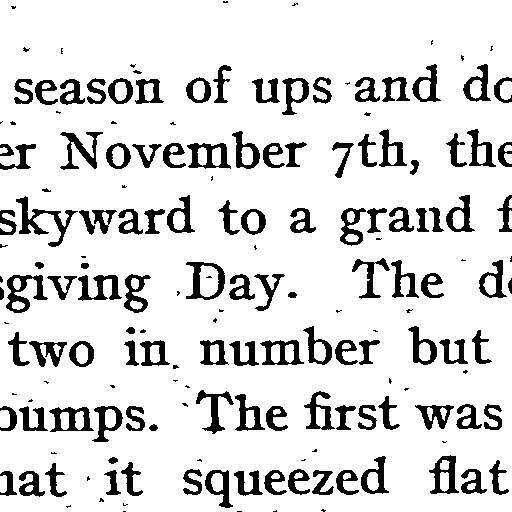 season of ups and do
er November 7th, the
skyward to a grand f
sgiving Day. The d
two in number but
bumps. The first was
hat it squeezed flat